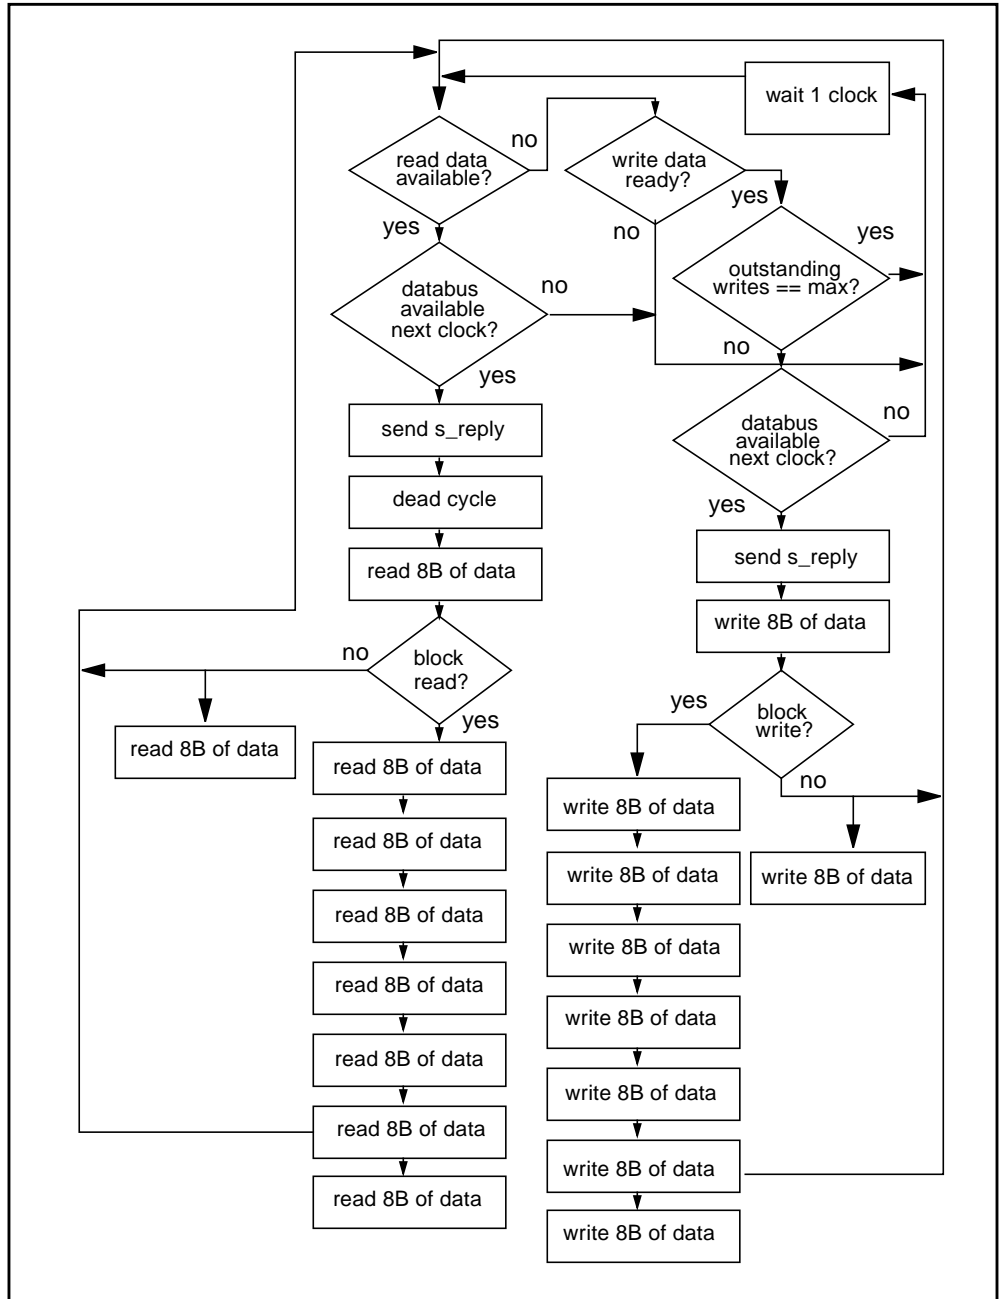 wait 1 clock
no
read data
available?
write data
ready?
yes
yes
no
yes
outstanding
writes == max?
databus
available
next clock?
no
no
yes
send s_reply
databus
available
next clock?
no
dead cycle
yes
read 8B of data
send s_reply
write 8B of data
no
block
read?
yes
yes
block
write?
no
read 8B of data
read 8B of data
write 8B of data
read 8B of data
write 8B of data
write 8B of data
read 8B of data
write 8B of data
read 8B of data
write 8B of data
read 8B of data
write 8B of data
read 8B of data
write 8B of data
read 8B of data
write 8B of data